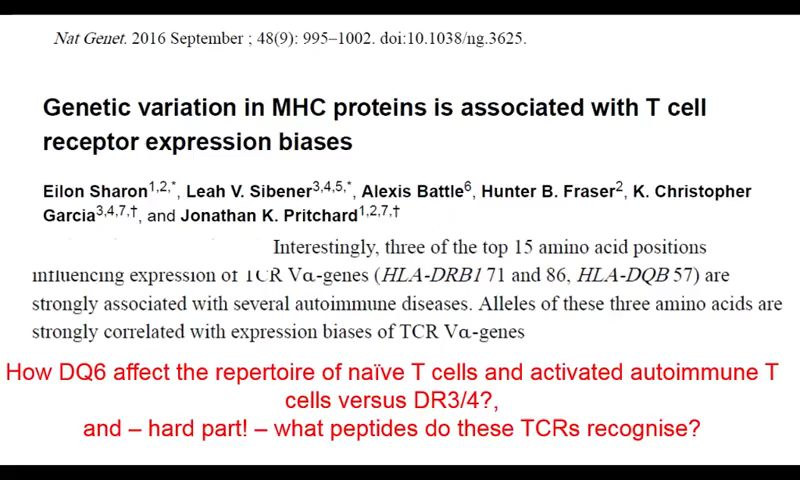 Nat Genet. 2016 September ; 48(9): 995–1002. doi:10.1038/ng.3625.
Genetic variation in MHC proteins is associated with T cell
receptor expression biases
Eilon Sharon1,2,*, Leah V. Sibener3,4,5,*, Alexis Battle6, Hunter B. Fraser2, K. Christopher
Garcia3,4,7,†, and Jonathan K. Pritchard1,2,7,†
Interestingly, three of the top 15 amino acid positions
influencing expression of TCR Vα-genes (HLA-DRB1 71 and 86, HLA-DQB 57) are
strongly associated with several autoimmune diseases. Alleles of these three amino acids are
strongly correlated with expression biases of TCR Vα-genes
How DQ6 affect the repertoire of naïve T cells and activated autoimmune T
cells versus DR3/4?,
and – hard part! – what peptides do these TCRs recognise?